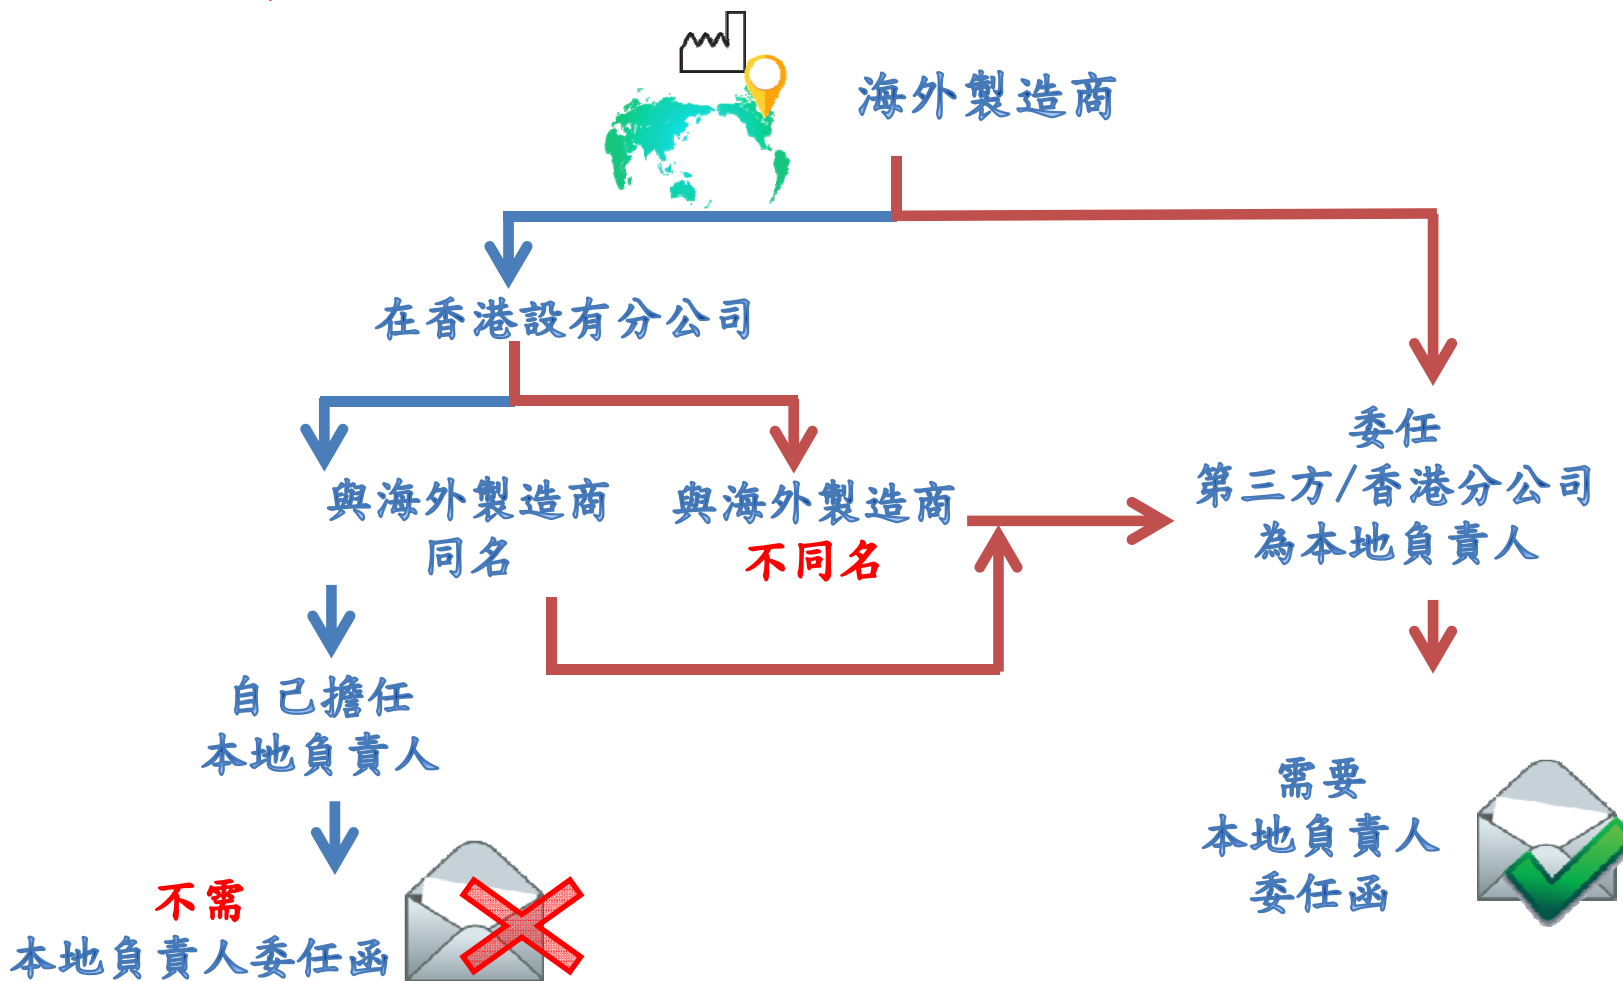 海外製造商
在香港設有分公司
與海外製造商
同名
與海外製造商
不同名
委任
第三方/香港分公司
為本地負責人
自己擔任
本地負責人
不需
本地負責人委任函
需要
本地負責人
委任函